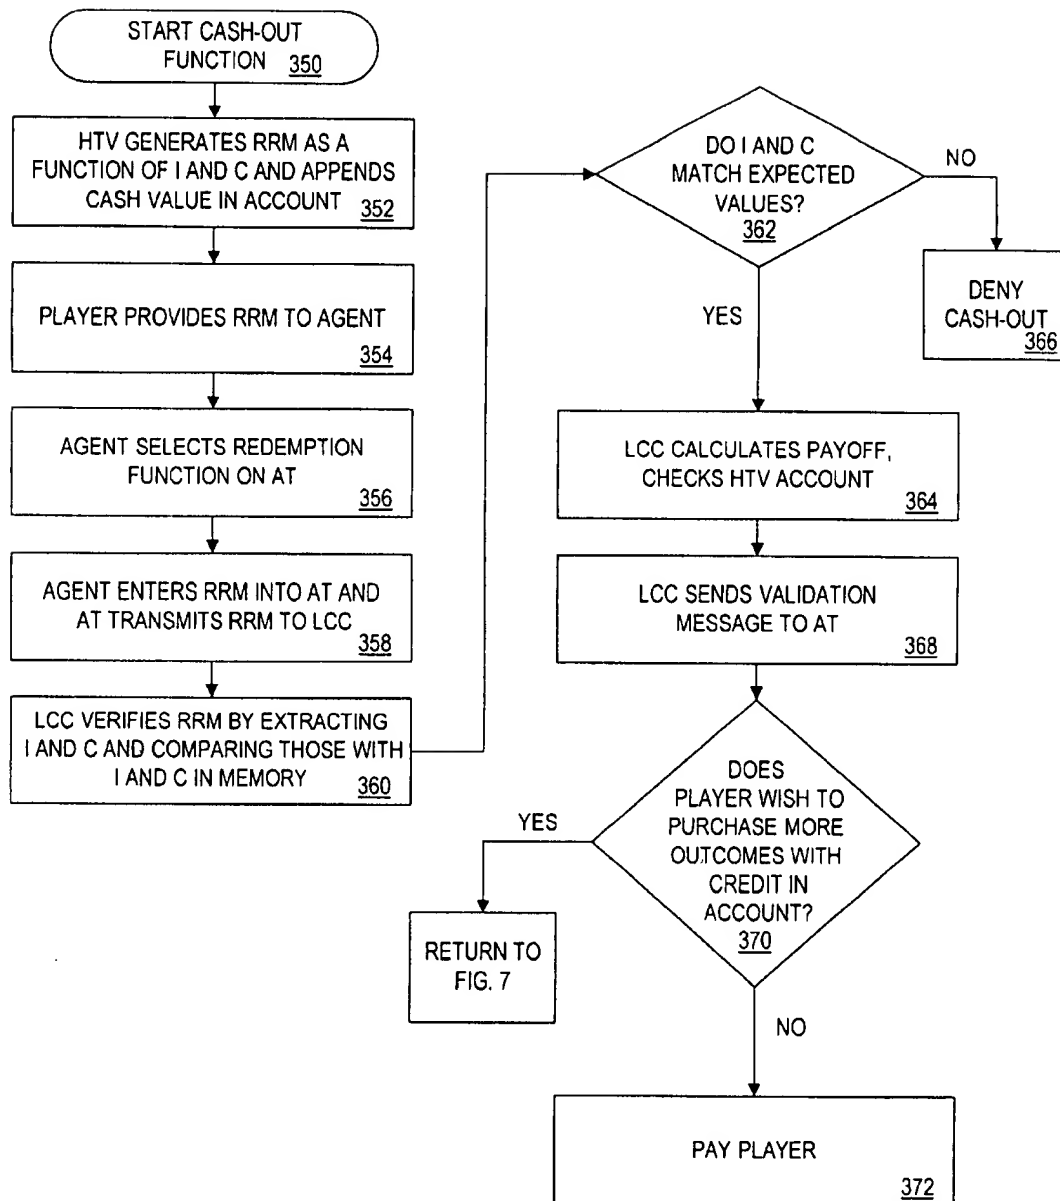 START CASH-OUT
FUNCTION 350
HTV GENERATES RRM AS A
FUNCTION OF I AND C AND APPENDS
CASH VALUE IN ACCOUNT 352
PLAYER PROVIDES RRM TO AGENT
354
AGENT SELECTS REDEMPTION
FUNCTION ON AT
356
AGENT ENTERS RRM INTO AT AND
AT TRANSMITS RRM TO LCC
358
LCC VERIFIES RRM BY EXTRACTING
I AND C AND COMPARING THOSE WITH
I AND C IN MEMORY 360
DO I AND C
MATCH EXPECTED
VALUES?
362
NO
DENY
CASH-OUT
366
YES
LCC CALCULATES PAYOFF,
CHECKS HTV ACCOUNT
364
LCC SENDS VALIDATION
MESSAGE TO AT
368
DOES
PLAYER WISH TO
PURCHASE MORE
OUTCOMES WITH
CREDIT IN
ACCOUNT?
370
YES
RETURN TO
FIG. 7
NO
PAY PLAYER
372